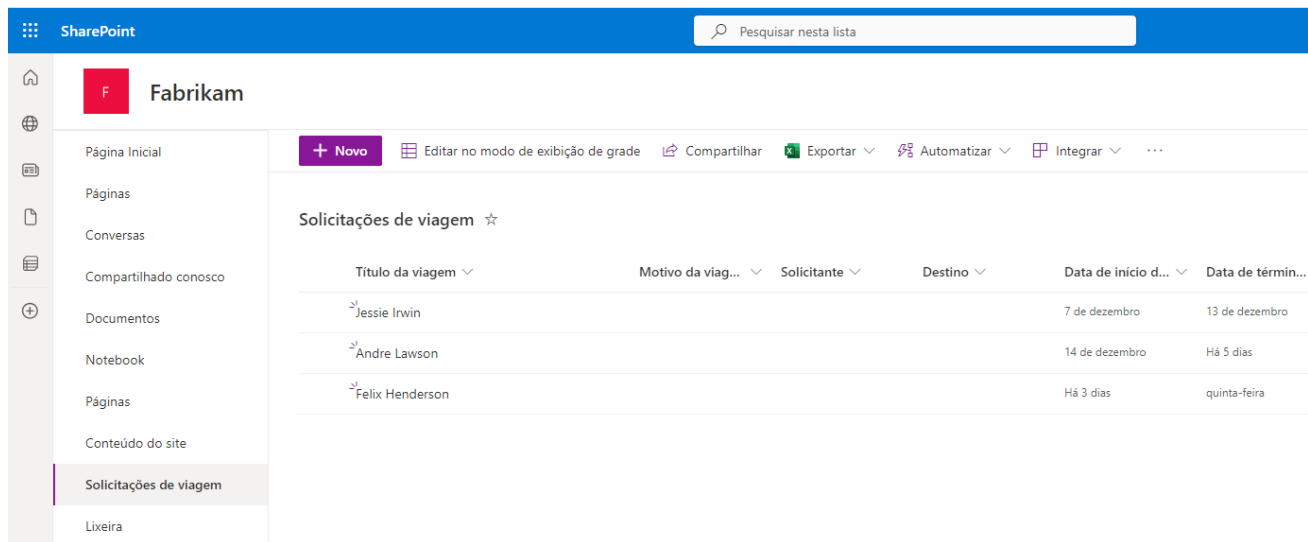 SharePoint
Pesquisar nesta lista
F
Fabrikam
Página Inicial
Páginas
Conversas
Compartilhado conosco
Documentos
Notebook
Páginas
Conteúdo do site
Solicitações de viagem
Lixeira
+ Novo Editar no modo de exibição de grade Compartilhar Exportar Automatizar Integrar ...
Solicitações de viagem
Título da viagem Motivo da viag... Solicitante Destino Data de início d... Data de términ...
Jessie Irwin 7 de dezembro 13 de dezembro
Andre Lawson 14 de dezembro Há 5 dias
Felix Henderson Há 3 dias quinta-feira